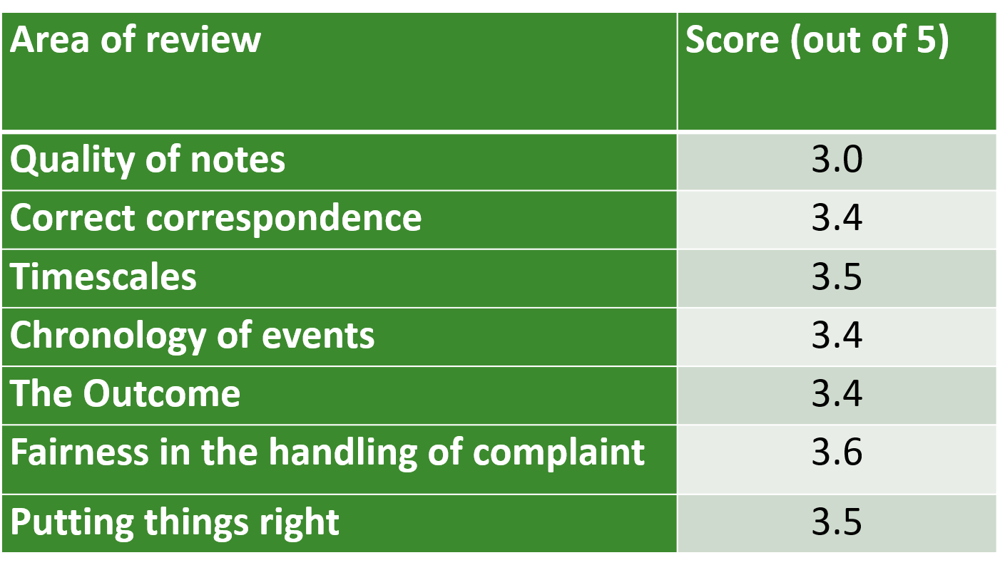 Area of review Score (out of 5)
Quality of notes 3.0
Correct correspondence 3.4
Timescales 3.5
Chronology of events 3.4
The Outcome 3.4
Fairness in the handling of complaint 3.6
Putting things right 3.5